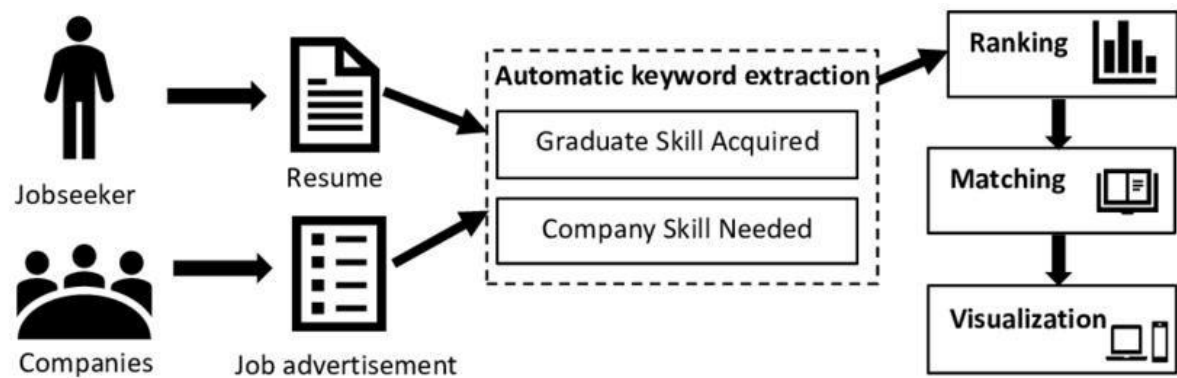 Jobseeker
Resume
Companies
Job advertisement
Automatic keyword extraction
Graduate Skill Acquired
Company Skill Needed
Ranking
Matching
Visualization